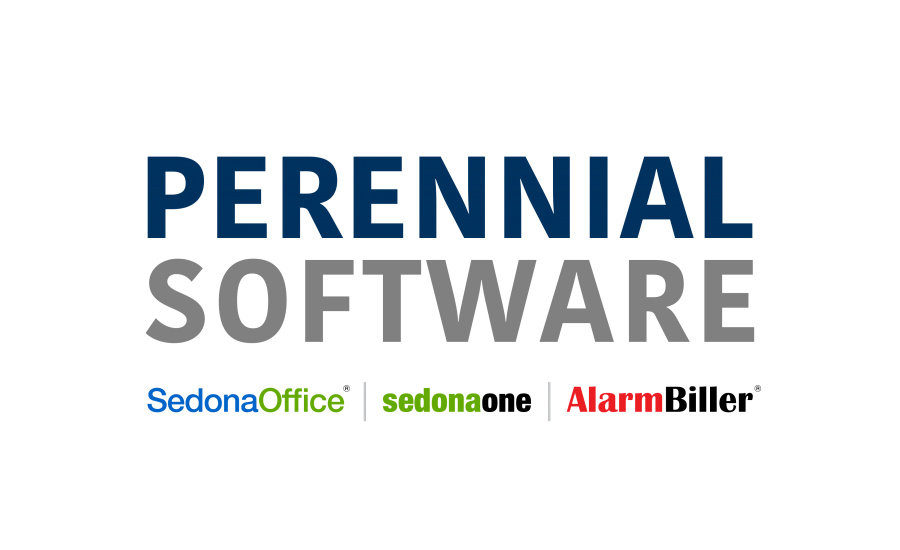 PERENNIAL
SOFTWARE
SedonaOffice® | sedonaone | AlarmBiller®